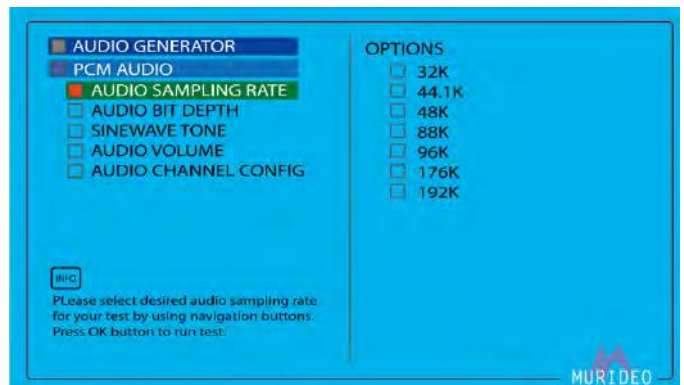 AUDIO GENERATOR
PCM AUDIO
AUDIO SAMPLING RATE
AUDIO BIT DEPTH
SINEWAVE TONE
AUDIO VOLUME
AUDIO CHANNEL CONFIG
INFO
PLease select desired audio sampling rate
for your test by using navigation buttons.
Press OK button to run test.
OPTIONS
32K
44.1K
48K
88K
96K
176K
192K
MURIDEO